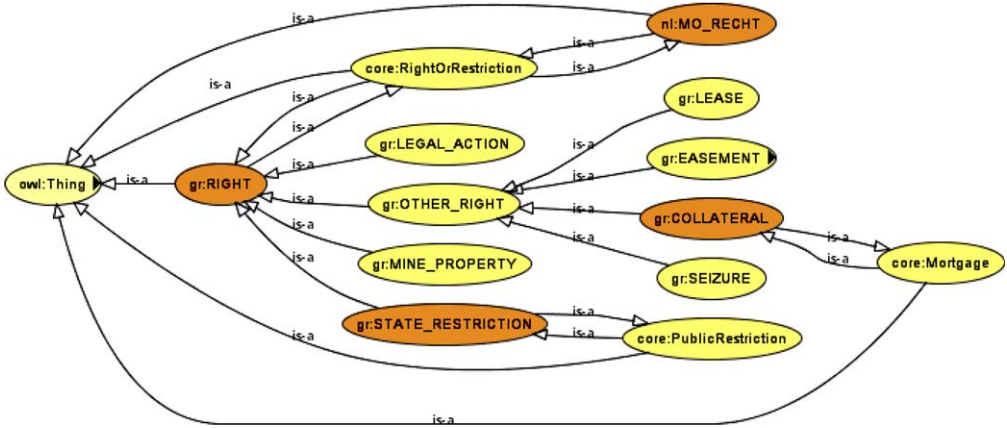 nl:MO_RECHT
is-a
is-a
core:RightOrRestriction
is-a
is-a
is-a
gr:LEASE
is-a
gr:LEGAL_ACTION
is-a
is-a
gr:EASEMENT
is-a
owl:Thing
is-a
gr:RIGHT
is-a
gr:OTHER_RIGHT
is-a
gr:COLLATERAL
is-a
is-a
gr:MINE_PROPERTY
is-a
gr:SEIZURE
is-a
core:Mortgage
is-a
gr:STATE_RESTRICTION
is-a
is-a
core:PublicRestriction
is-a
is-a